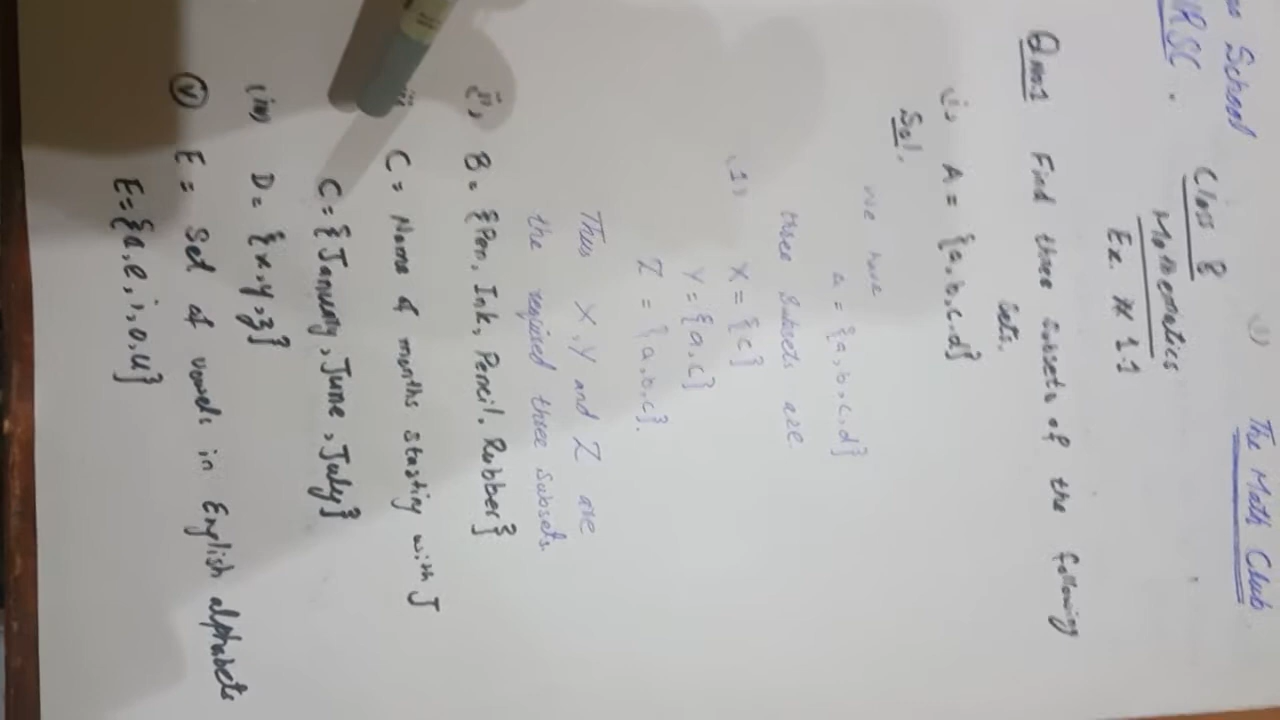 School
The Math Club
Class 8
Mathematics
Ex. 1.1
Q no 1 Find three subsets of the following
sets.
i, A = {a,b,c,d}
Sol.
we have
a = {a,b,c,d}
three subsets are
X = {c}
Y = {a,c}
Z = {a,b,c}.
Thus X,Y and Z are
the required three subsets.
ii, B = {Pen, Ink, Pencil, Rubber}
C = Name of months starting with J
C = {January, June, July}
(iv) D = {x,y,z}
(v) E = set of vowels in English alphabets
E = {a,e,i,o,u}